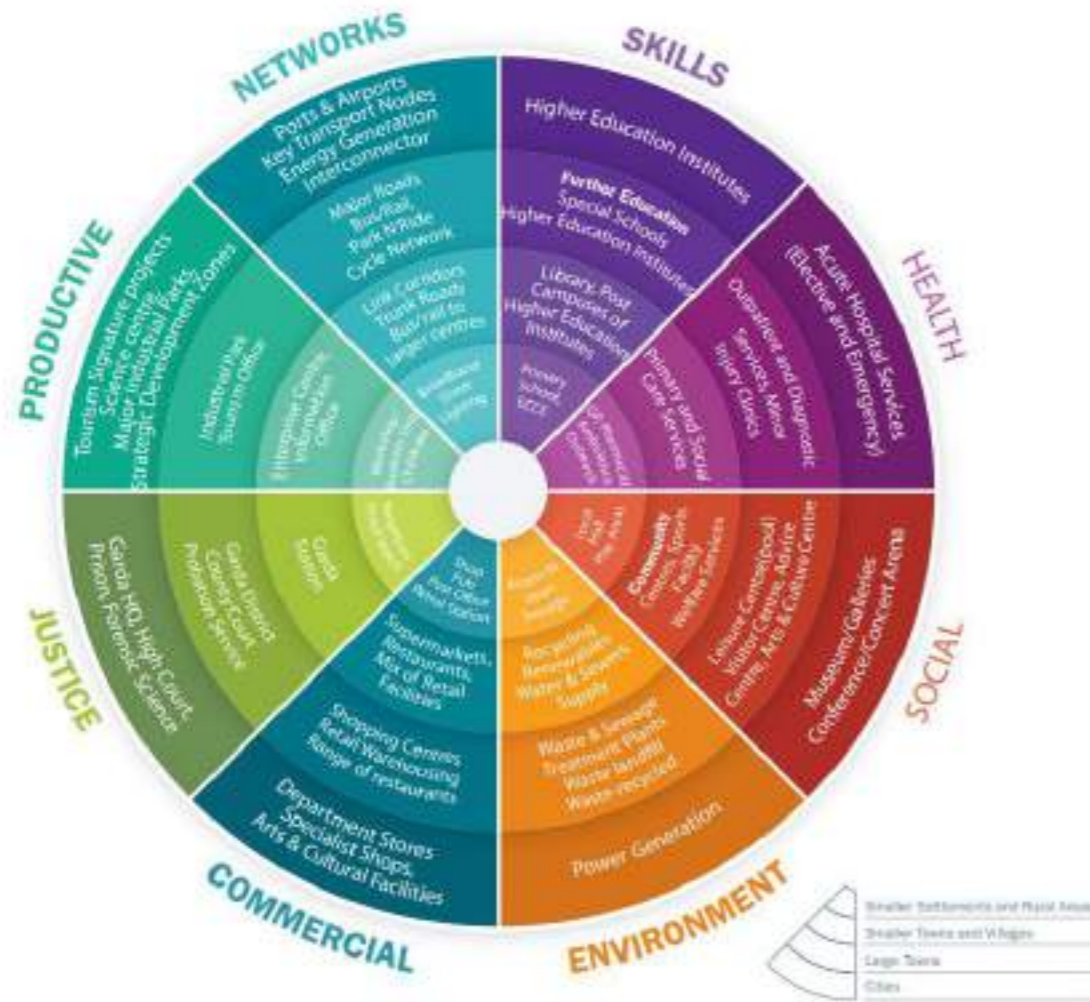 NETWORKS
Ports & Airports
Key Transport Nodes
Energy Generation
Interconnector
Major Roads
Bus/Rail,
Park N'Ride
Cycle Network
Link Corridors
Trunk Roads
Bus/rail to
larger centres
Broadband
SKILLS
Higher Education Institutes
Further Education
Special Schools
Higher Education Institutes
Library, Post
Campuses of
Higher Education
Institutes
Primary
School,
HEALTH
Acute Hospital Services
(Elective and Emergency)
Outpatient and Diagnostic
Services, Minor
Injury Clinics
Primary and Social
Care Services
SOCIAL
Museum/Galleries
Conference/Concert Arena
Leisure Centre(pool)
Visitor Centre, Advice
Centre, Arts & Culture Centre
Community
Centres, Sports
Facility
Welfare Services
ENVIRONMENT
Power Generation
Waste & Sewage
Treatment Plants
Waste landfill
Waste recycled
Recycling
Renewables
Water & Sewers
Supply
COMMERCIAL
Department Stores
Specialist Shops,
Arts & Cultural Facilities
Shopping Centres
Retail Warehousing
Range of restaurants
Supermarkets,
Restaurants,
Mix of Retail
Facilities
Shop
Pub
Post Office
Petrol Station
JUSTICE
Garda HQ, High Court,
Prison, Forensic Science
Garda District
County Court
Probation Service
Garda
Station
PRODUCTIVE
Tourism Signature projects
Science centre,
Major Industrial Parks,
Strategic Development Zones
Industrial sites
Tourism Office
Enterprise Centre,
Information
Office
Smaller Settlements and Rural Areas
Smaller Towns and Villages
Large Towns
Cities